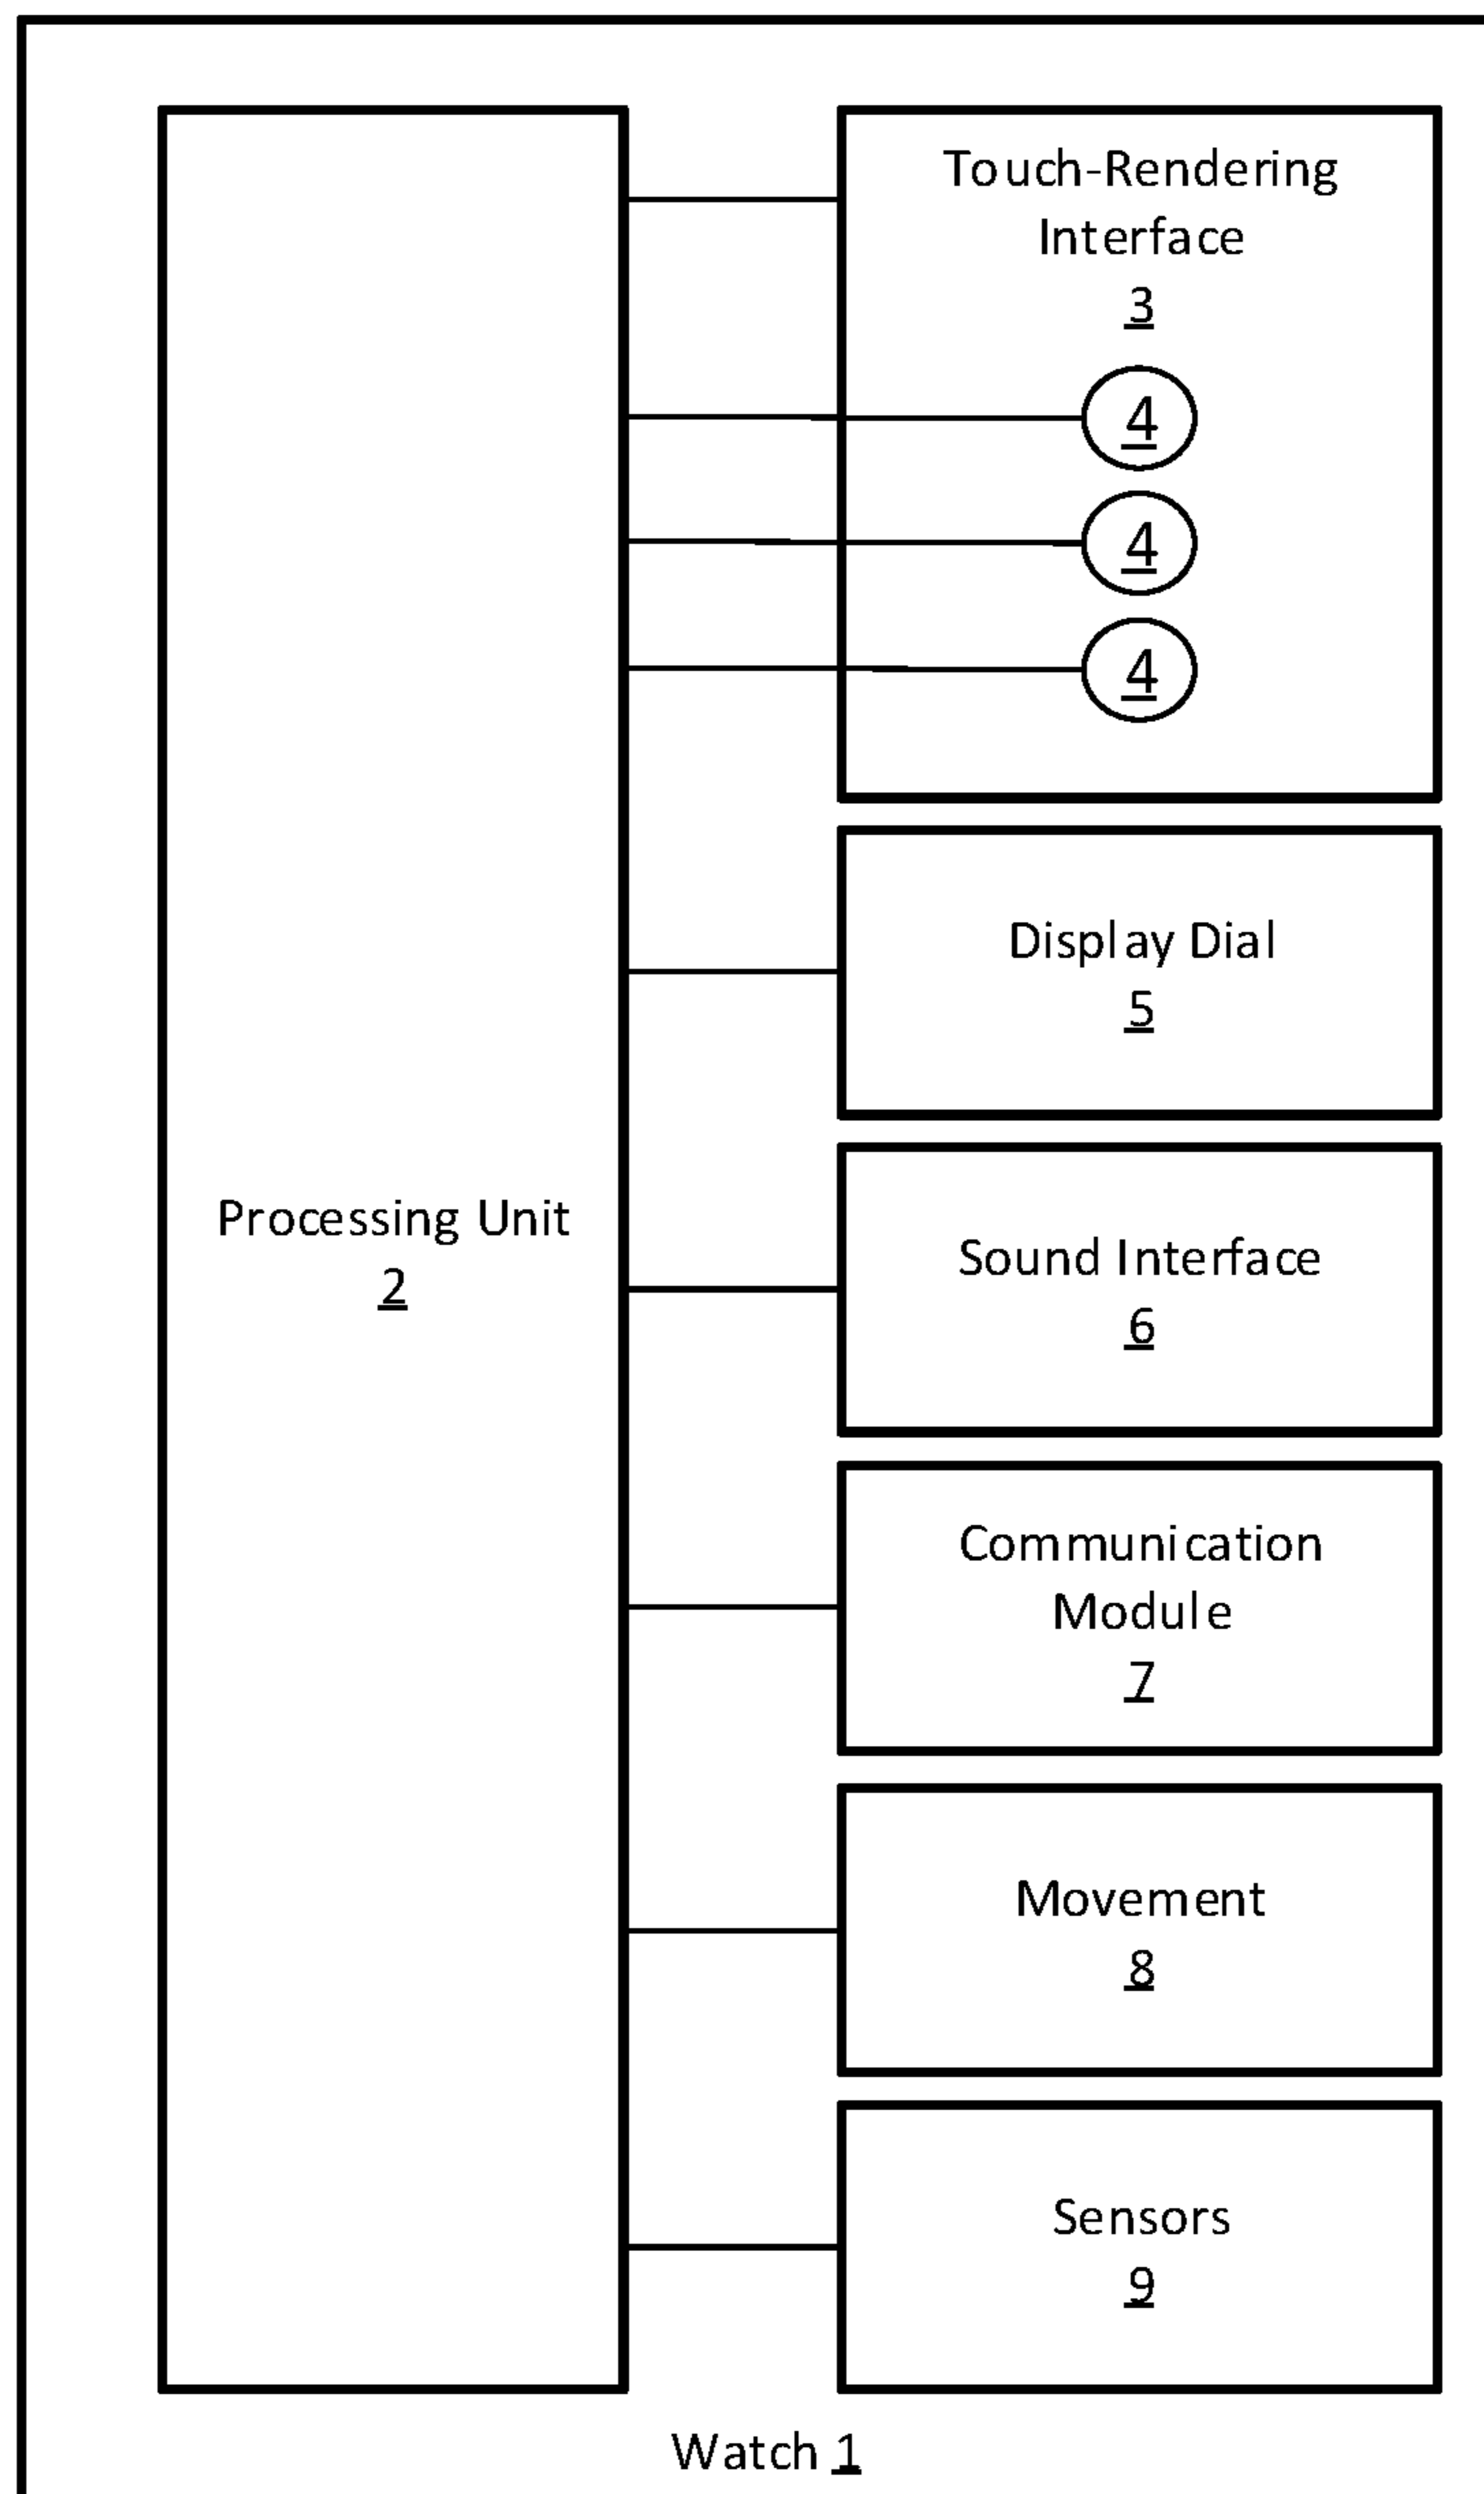 Processing Unit
2
Touch-Rendering
Interface
3
4
4
4
Display Dial
5
Sound Interface
6
Communication
Module
7
Movement
8
Sensors
9
Watch 1